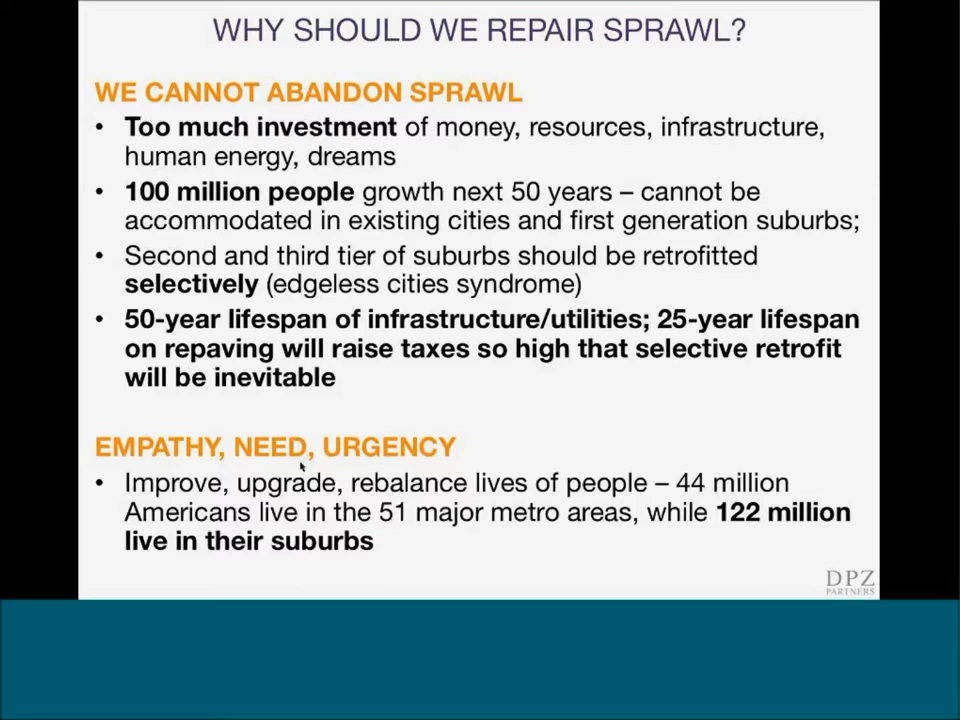 WHY SHOULD WE REPAIR SPRAWL?
WE CANNOT ABANDON SPRAWL
• Too much investment of money, resources, infrastructure,
human energy, dreams
• 100 million people growth next 50 years – cannot be
accommodated in existing cities and first generation suburbs;
• Second and third tier of suburbs should be retrofitted
selectively (edgeless cities syndrome)
• 50-year lifespan of infrastructure/utilities; 25-year lifespan
on repaving will raise taxes so high that selective retrofit
will be inevitable
EMPATHY, NEED, URGENCY
• Improve, upgrade, rebalance lives of people – 44 million
Americans live in the 51 major metro areas, while 122 million
live in their suburbs
DPZ
PARTNERS